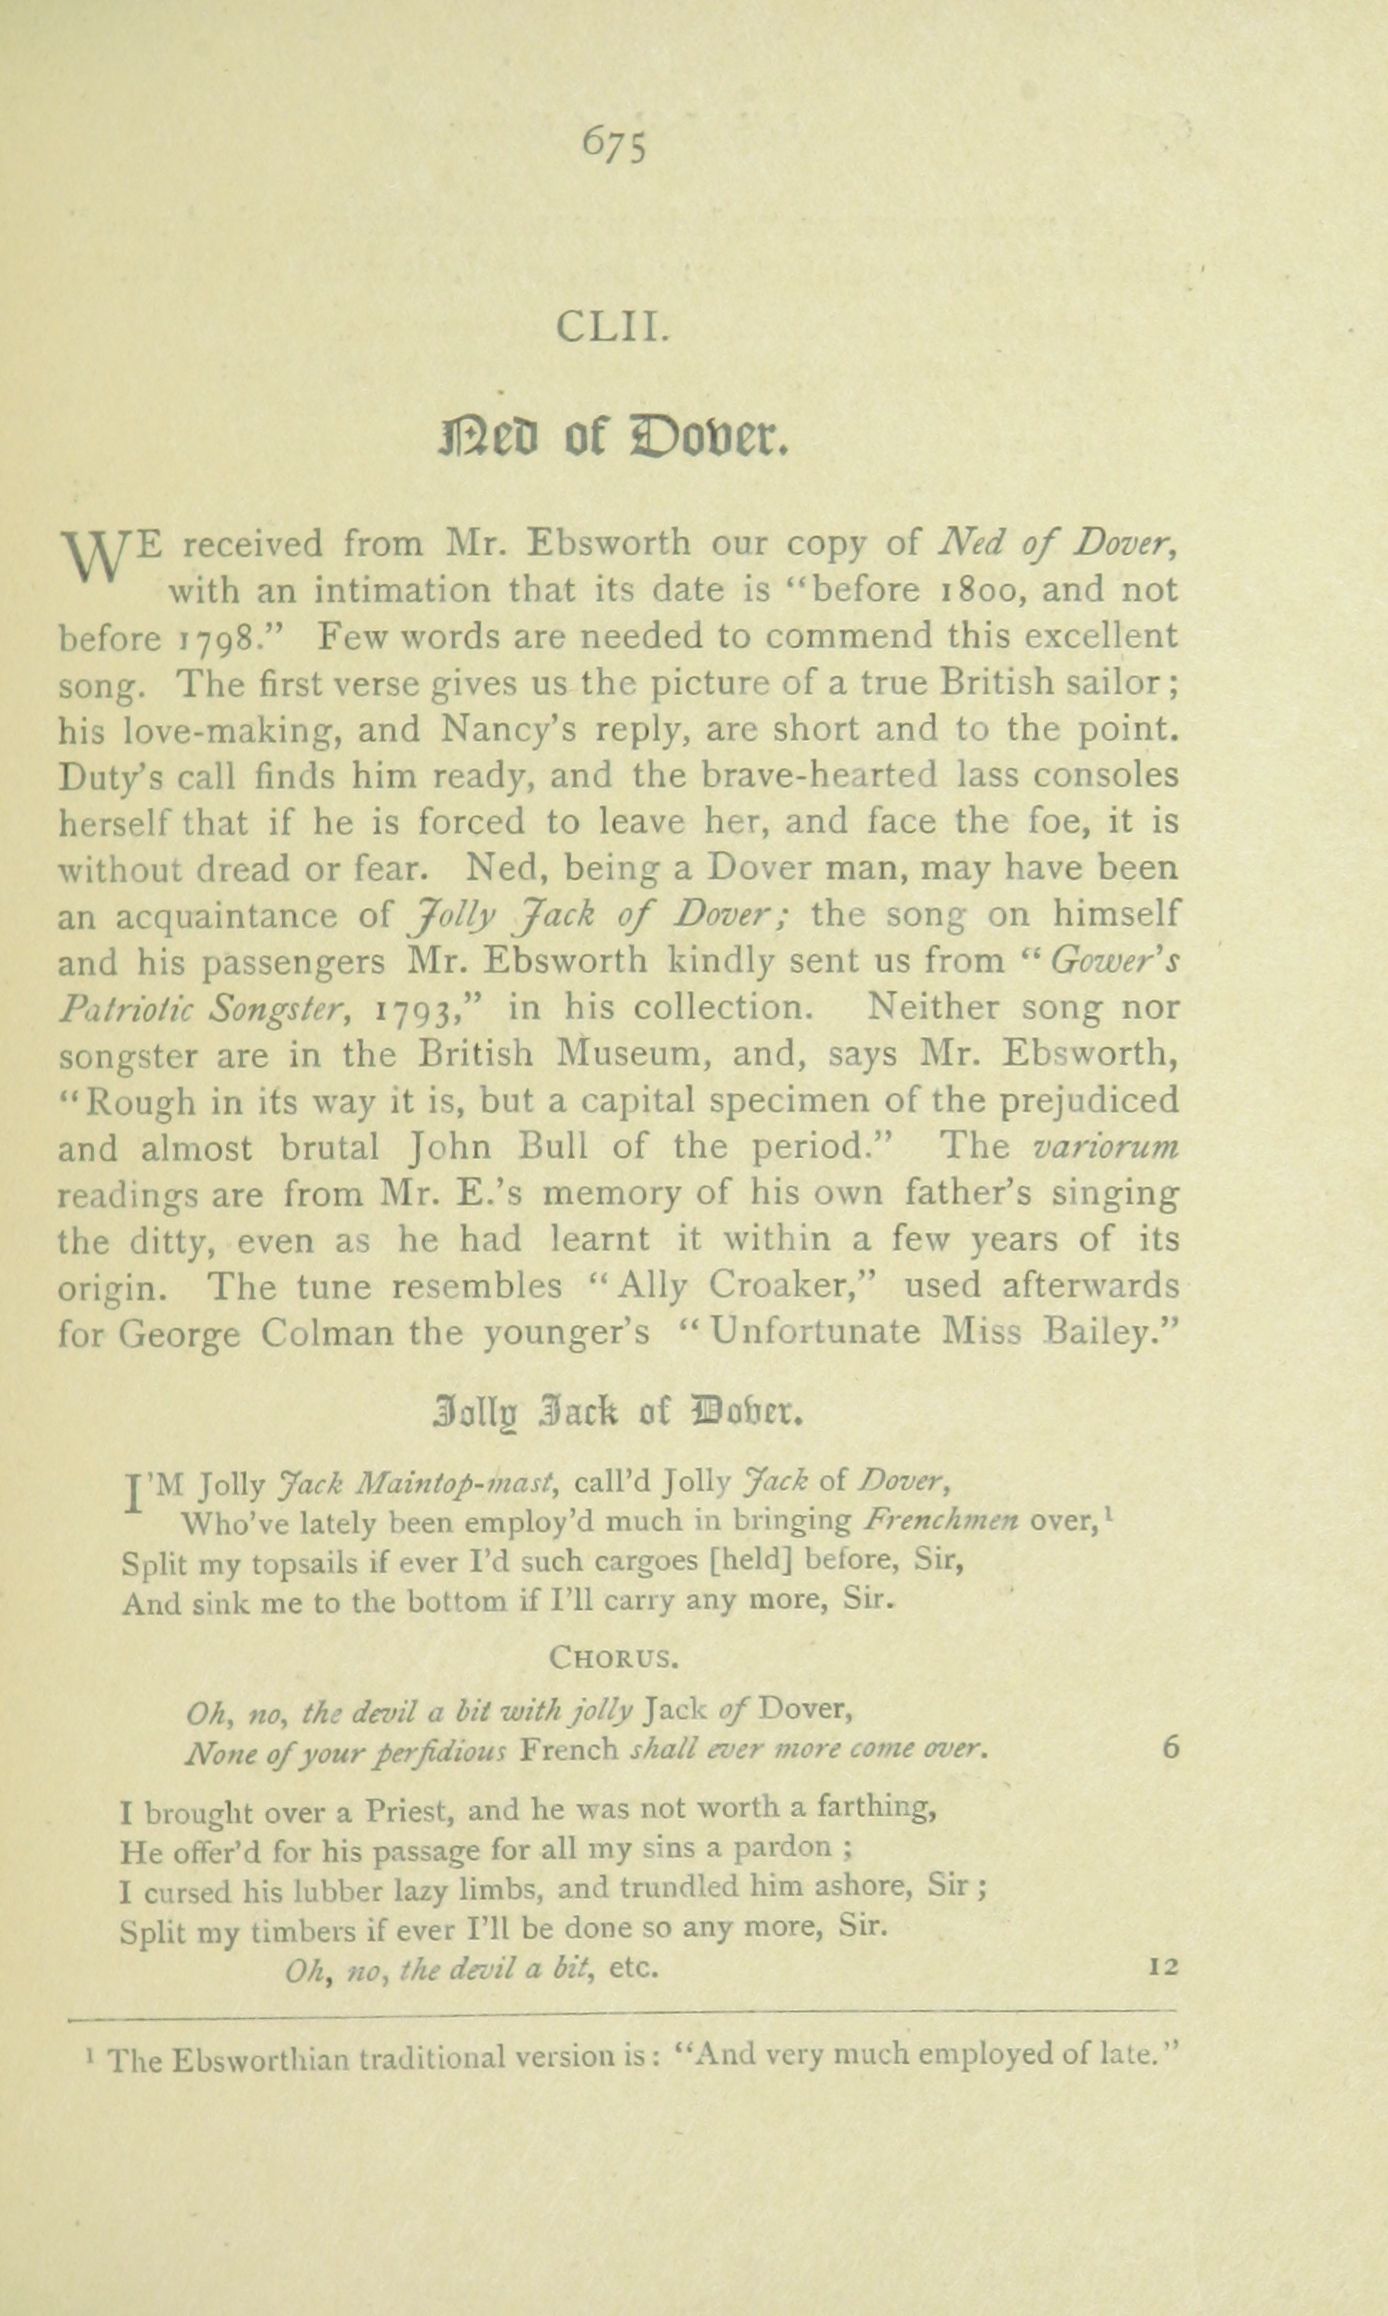 675
CLII.
Ned of Dover.
WE received from Mr. Ebsworth our copy of Ned of Dover,
with an intimation that its date is “before 1800, and not
before 1798.” Few words are needed to commend this excellent
song. The first verse gives us the picture of a true British sailor;
his love-making, and Nancy’s reply, are short and to the point.
Duty’s call finds him ready, and the brave-hearted lass consoles
herself that if he is forced to leave her, and face the foe, it is
without dread or fear. Ned, being a Dover man, may have been
an acquaintance of Jolly Jack of Dover; the song on himself
and his passengers Mr. Ebsworth kindly sent us from “Gower’s
Patriotic Songster, 1793,” in his collection. Neither song nor
songster are in the British Museum, and, says Mr. Ebsworth,
“Rough in its way it is, but a capital specimen of the prejudiced
and almost brutal John Bull of the period.” The variorum
readings are from Mr. E.’s memory of his own father’s singing
the ditty, even as he had learnt it within a few years of its
origin. The tune resembles “Ally Croaker,” used afterwards
for George Colman the younger’s “Unfortunate Miss Bailey.”
Jolly Jack of Dover.
I’M Jolly Jack Maintop-mast, call’d Jolly Jack of Dover,
Who’ve lately been employ’d much in bringing Frenchmen over,¹
Split my topsails if ever I’d such cargoes [held] before, Sir,
And sink me to the bottom if I’ll carry any more, Sir.
CHORUS.
Oh, no, the devil a bit with jolly Jack of Dover,
None of your perfidious French shall ever more come over. 6
I brought over a Priest, and he was not worth a farthing,
He offer’d for his passage for all my sins a pardon ;
I cursed his lubber lazy limbs, and trundled him ashore, Sir ;
Split my timbers if ever I’ll be done so any more, Sir.
Oh, no, the devil a bit, etc. 12
¹ The Ebsworthian traditional version is: “And very much employed of late.”